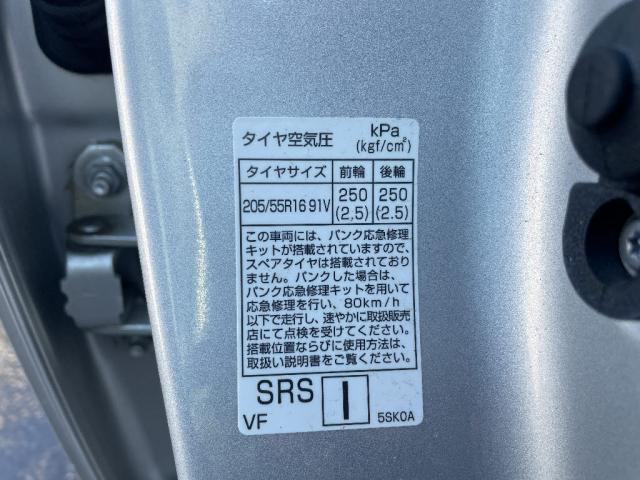 タイヤ空気圧 kPa
(kgf/cm²)
タイヤサイズ 前輪 後輪
205/55R16 91V 250 250
(2,5) (2.5)
この車両には、パンク応急修理
キットが搭載されていますので、
スペアタイヤは搭載されており
ません。パンクした場合は、
パンク応急修理キットを用いて
応急修理を行い、80km/h
以下で走行し、速やかに取扱販売
店にて点検を受けてください。
搭載位置ならびに使用方法は、
取扱い説明書をご覧ください。
SRS I
VF 5SK0A